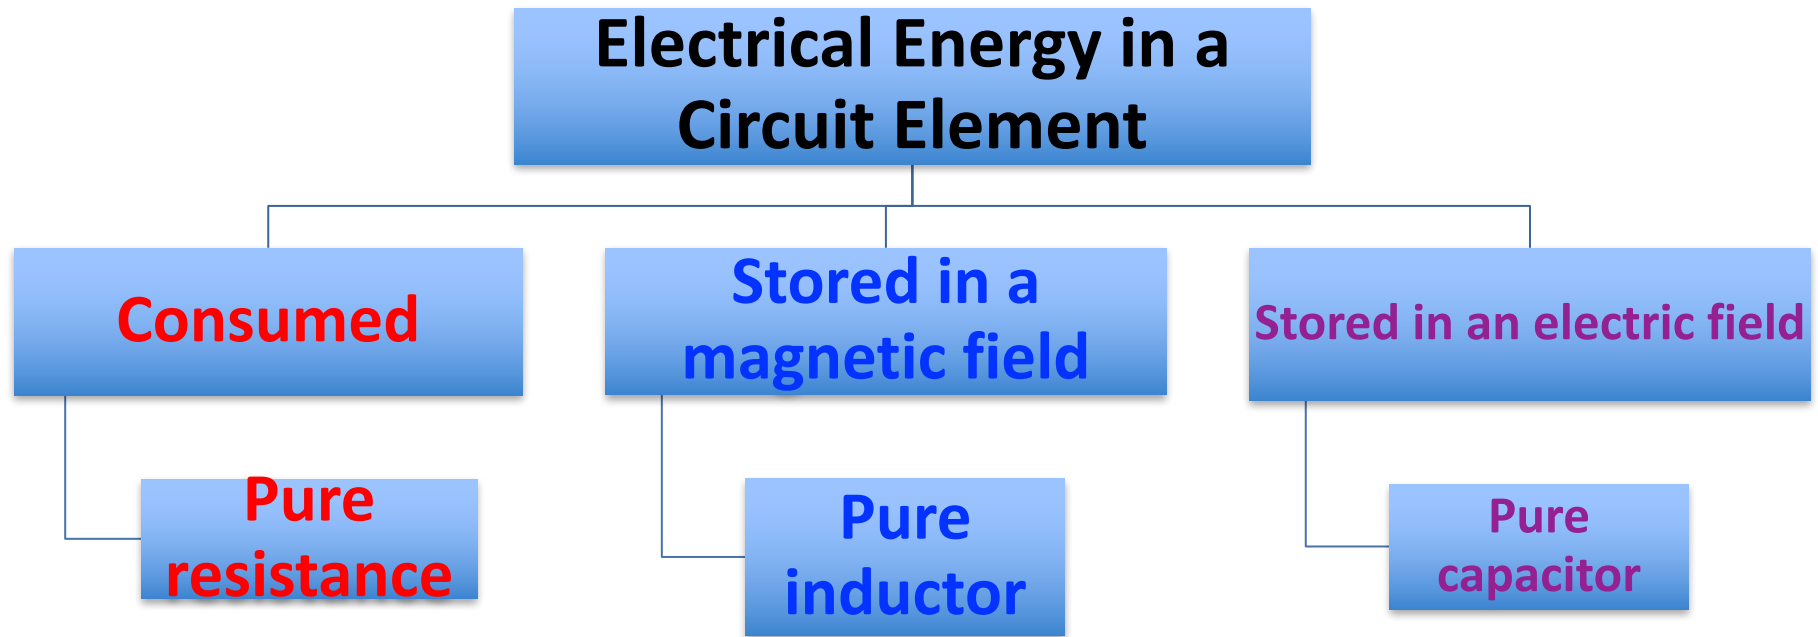 Electrical Energy in a
Circuit Element
Consumed
Stored in a
magnetic field
Stored in an electric field
Pure
resistance
Pure
inductor
Pure
capacitor